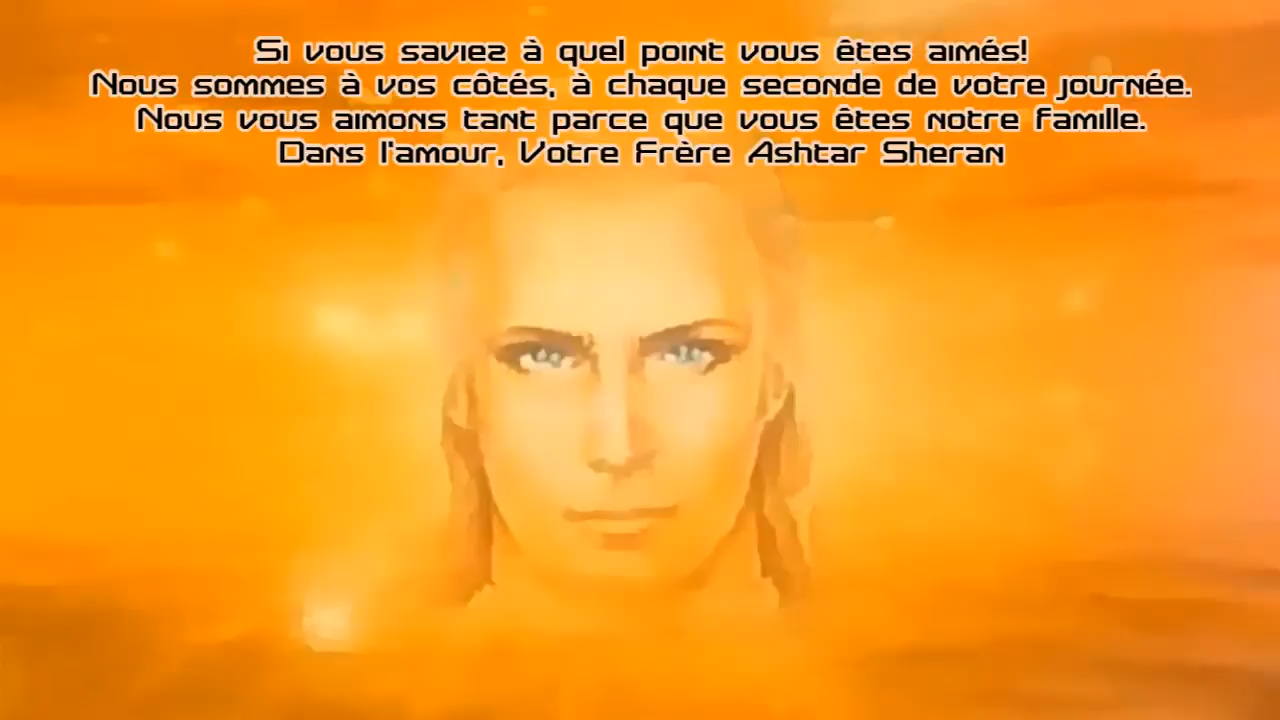 Si vous saviez à quel point vous êtes aimés!
Nous sommes à vos côtés, à chaque seconde de votre journée.
Nous vous aimons tant parce que vous êtes notre famille.
Dans l'amour, Votre Frère Ashtar Sheran